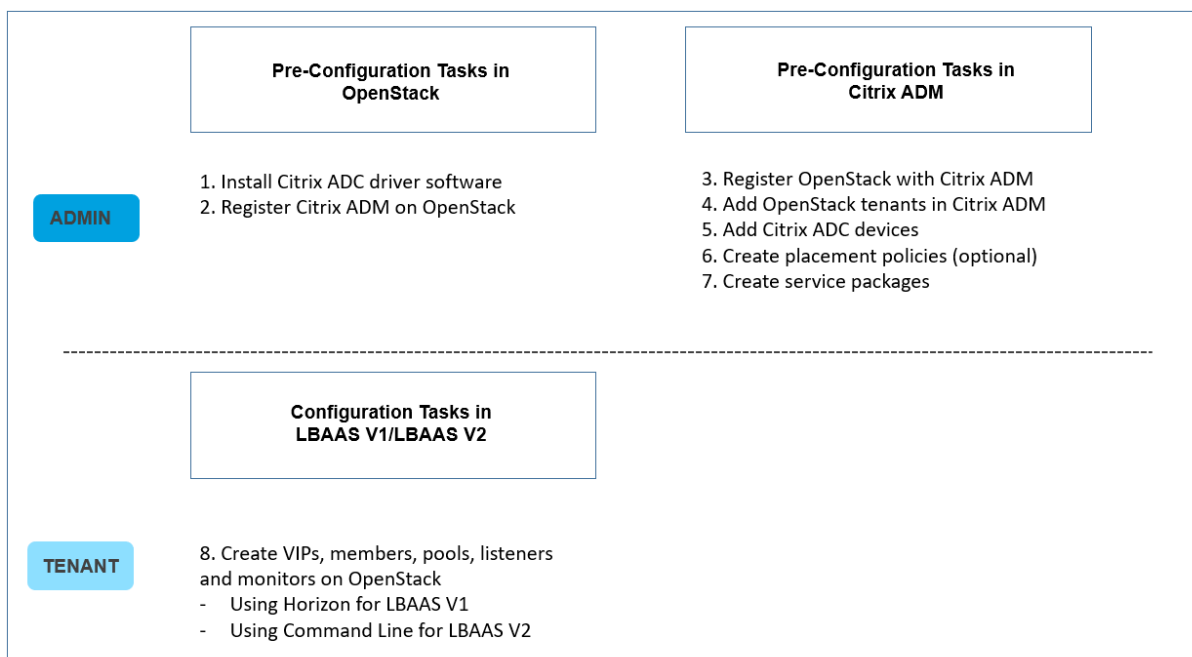 Pre-Configuration Tasks in
OpenStack
Pre-Configuration Tasks in
Citrix ADM
ADMIN
1. Install Citrix ADC driver software
2. Register Citrix ADM on OpenStack
3. Register OpenStack with Citrix ADM
4. Add OpenStack tenants in Citrix ADM
5. Add Citrix ADC devices
6. Create placement policies (optional)
7. Create service packages
Configuration Tasks in
LBAAS V1/LBAAS V2
TENANT
8. Create VIPs, members, pools, listeners
and monitors on OpenStack
- Using Horizon for LBAAS V1
- Using Command Line for LBAAS V2